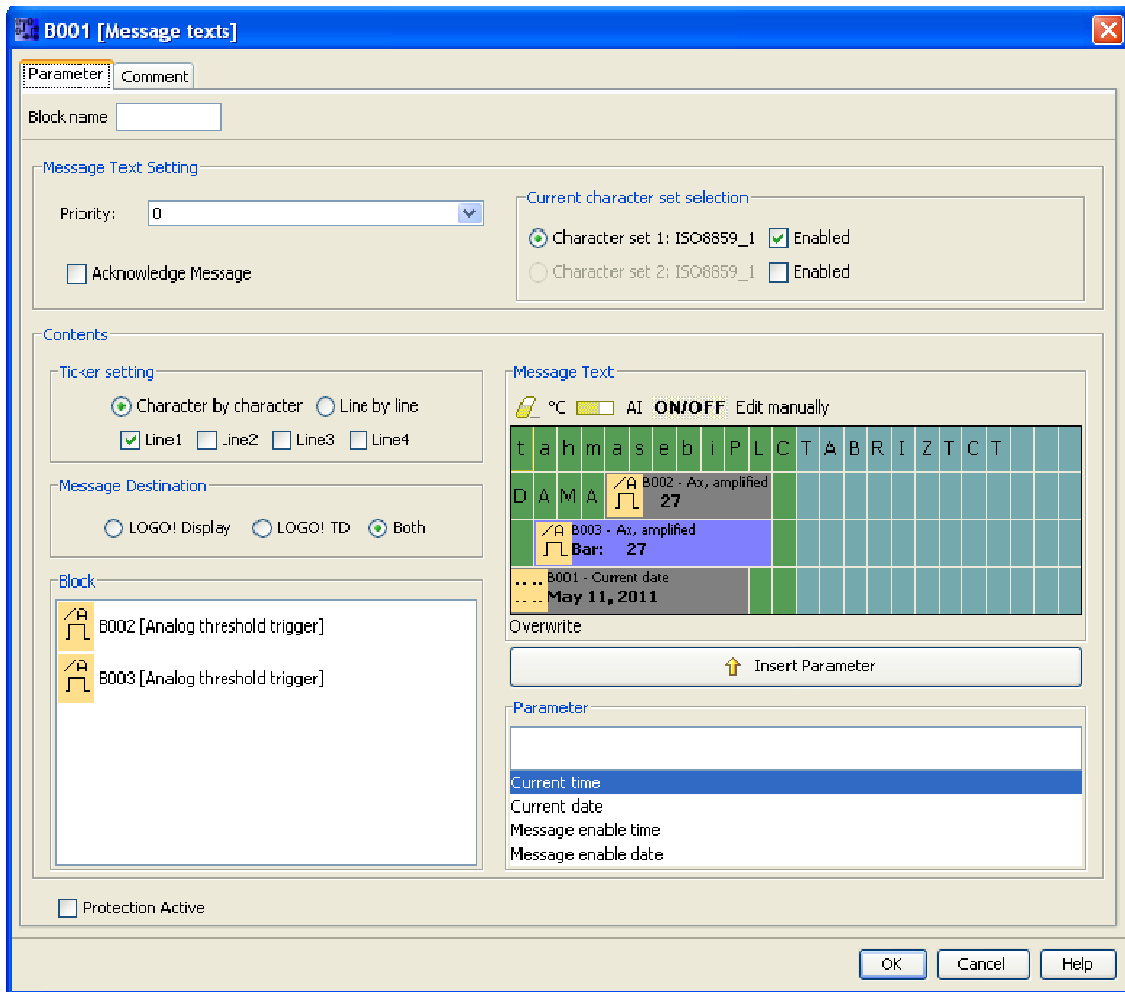 B001 [Message texts]
Parameter Comment
Block name
Message Text Setting
Priority: 0
Acknowledge Message
Current character set selection
Character set 1: ISO8859_1 Enabled
Character set 2: ISO8859_1 Enabled
Contents
Ticker setting
Character by character Line by line
Line1 Line2 Line3 Line4
Message Destination
LOGO! Display LOGO! TD Both
Block
B002 [Analog threshold trigger]
B003 [Analog threshold trigger]
Message Text
°C AI ON/OFF Edit manually
t a h m a s e b i P L C T A B R I Z T C T
D A M A B002 - Ax, amplified
27
B003 - Ax, amplified
Bar: 27
B001 - Current date
May 11, 2011
Overwrite
Insert Parameter
Parameter
Current time
Current date
Message enable time
Message enable date
Protection Active
OK Cancel Help